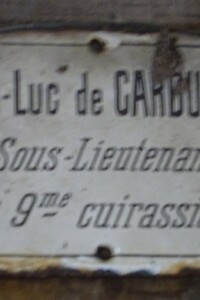 -Luc de CARBU
Sous-Lieutenan
9me cuirassi